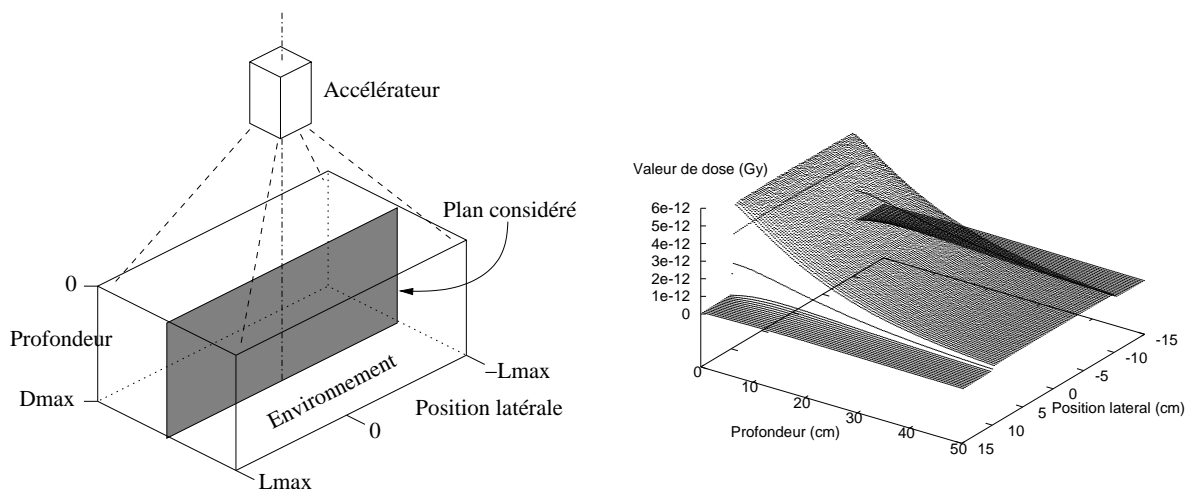 Accélérateur
Plan considéré
0
Profondeur
Dmax
Environnement
–Lmax
Position latérale
0
Lmax
Valeur de dose (Gy)
6e-12
5e-12
4e-12
3e-12
2e-12
1e-12
0
0
10
20
30
40
50
Profondeur (cm)
15
10
5
0
-5
-10
-15
Position lateral (cm)